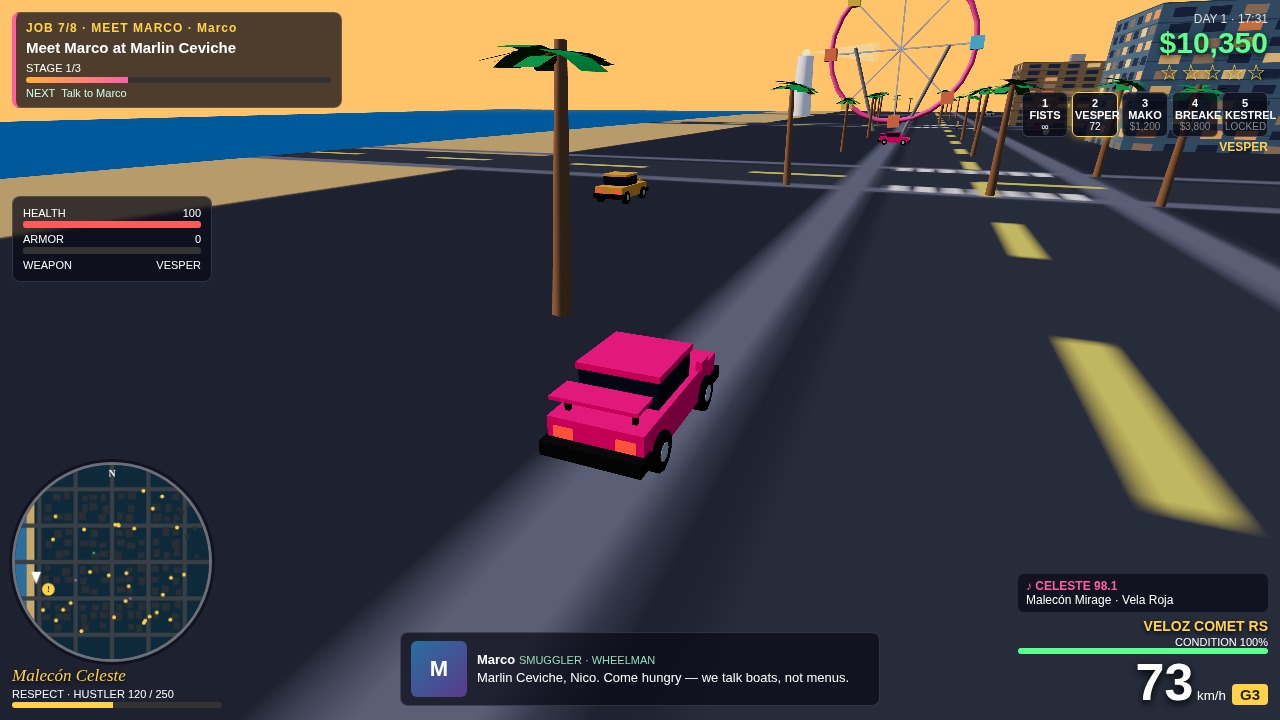 JOB 7/8 · MEET MARCO · Marco
Meet Marco at Marlin Ceviche
STAGE 1/3
NEXT Talk to Marco
DAY 1 · 17:31
$10,350
1 FISTS ∞
2 VESPER 72
3 MAKO $1,200
4 BREAKE $3,800
5 KESTREL LOCKED
VESPER
HEALTH 100
ARMOR 0
WEAPON VESPER
N
!
Malecón Celeste
RESPECT · HUSTLER 120 / 250
M
Marco SMUGGLER · WHEELMAN
Marlin Ceviche, Nico. Come hungry — we talk boats, not menus.
♪ CELESTE 98.1
Malecón Mirage · Vela Roja
VELOZ COMET RS
CONDITION 100%
73 km/h G3